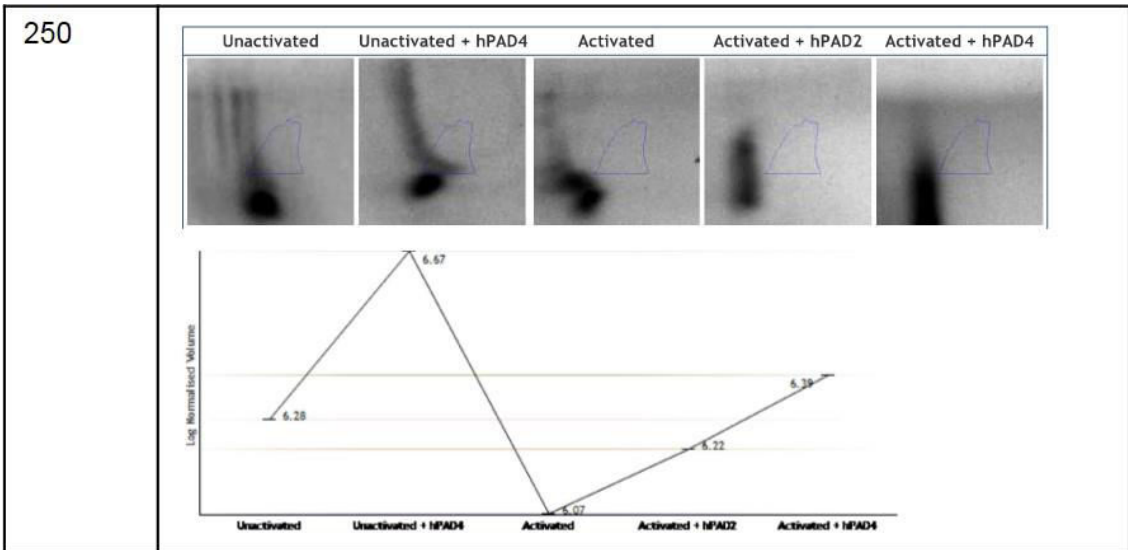 250
Unactivated Unactivated + hPAD4 Activated Activated + hPAD2 Activated + hPAD4
6.67
6.39
6.28
6.22
6.07
Log Normalised Volume
Unactivated Unactivated + hPAD4 Activated Activated + hPAD2 Activated + hPAD4